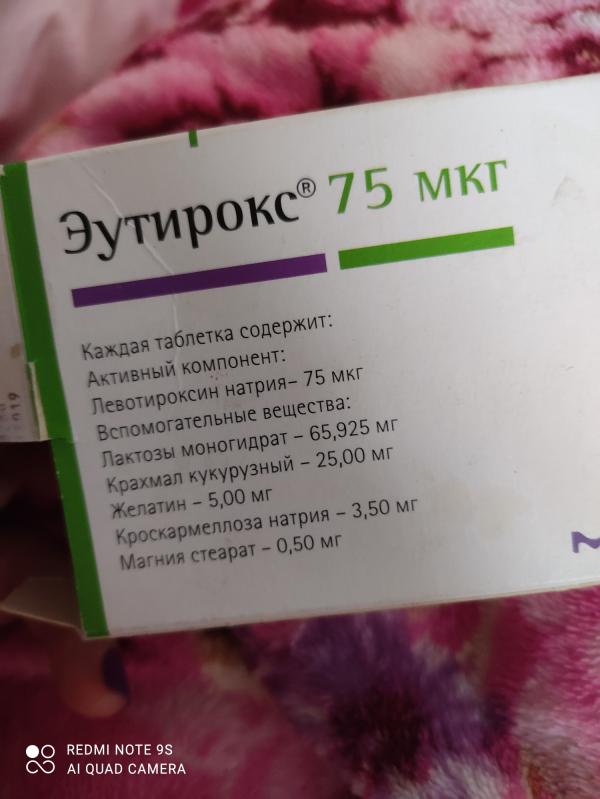 Эутирокс® 75 мкг
Каждая таблетка содержит:
Активный компонент:
Левотироксин натрия– 75 мкг
Вспомогательные вещества:
Лактозы моногидрат – 65,925 мг
Крахмал кукурузный – 25,00 мг
Желатин – 5,00 мг
Кроскармеллоза натрия – 3,50 мг
Магния стеарат – 0,50 мг
REDMI NOTE 9S
AI QUAD CAMERA